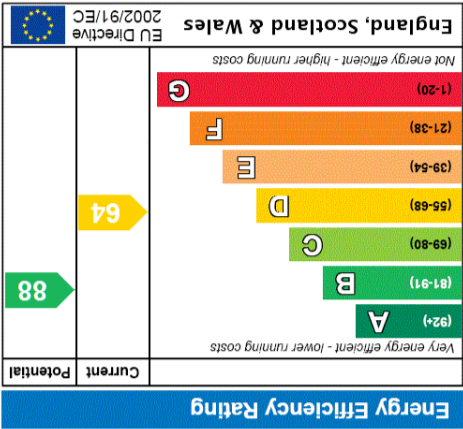 Energy Efficiency Rating
Current Potential
Very energy efficient - lower running costs
(92+) A
(81-91) B
88
(69-80) C
(55-68) D
64
(39-54) E
(21-38) F
(1-20) G
Not energy efficient - higher running costs
England, Scotland & Wales
EU Directive
2002/91/EC